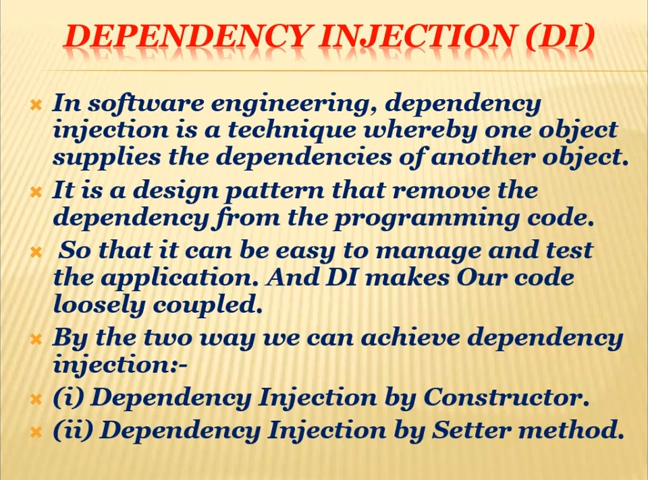 DEPENDENCY INJECTION (DI)
In software engineering, dependency
injection is a technique whereby one object
supplies the dependencies of another object.
It is a design pattern that remove the
dependency from the programming code.
So that it can be easy to manage and test
the application. And DI makes Our code
loosely coupled.
By the two way we can achieve dependency
injection:-
(i) Dependency Injection by Constructor.
(ii) Dependency Injection by Setter method.